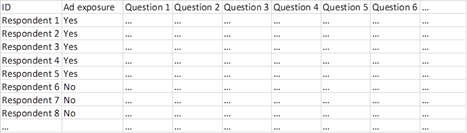 ID Ad exposure Question 1 Question 2 Question 3 Question 4 Question 5 Question 6 ...
Respondent 1 Yes ... ... ... ... ... ... ...
Respondent 2 Yes ... ... ... ... ... ... ...
Respondent 3 Yes ... ... ... ... ... ... ...
Respondent 4 Yes ... ... ... ... ... ... ...
Respondent 5 Yes ... ... ... ... ... ... ...
Respondent 6 No ... ... ... ... ... ... ...
Respondent 7 No ... ... ... ... ... ... ...
Respondent 8 No ... ... ... ... ... ... ...
... ... ... ... ... ... ... ...